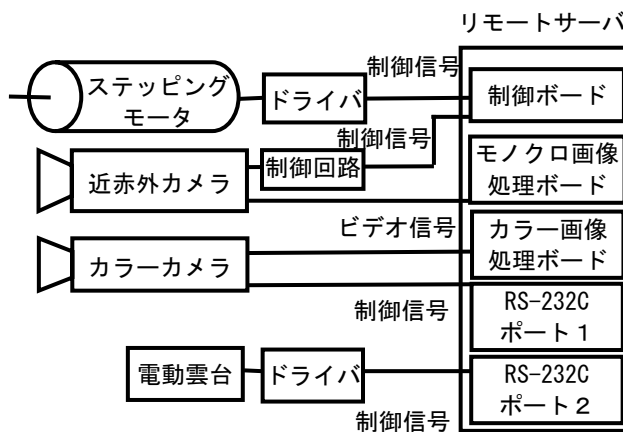 リモートサーバ
制御信号
ステッピング
モータ
ドライバ
制御ボード
制御信号
制御回路
近赤外カメラ
モノクロ画像
処理ボード
ビデオ信号
カラーカメラ
カラー画像
処理ボード
制御信号
RS-232C
ポート1
電動雲台
ドライバ
RS-232C
ポート2
制御信号